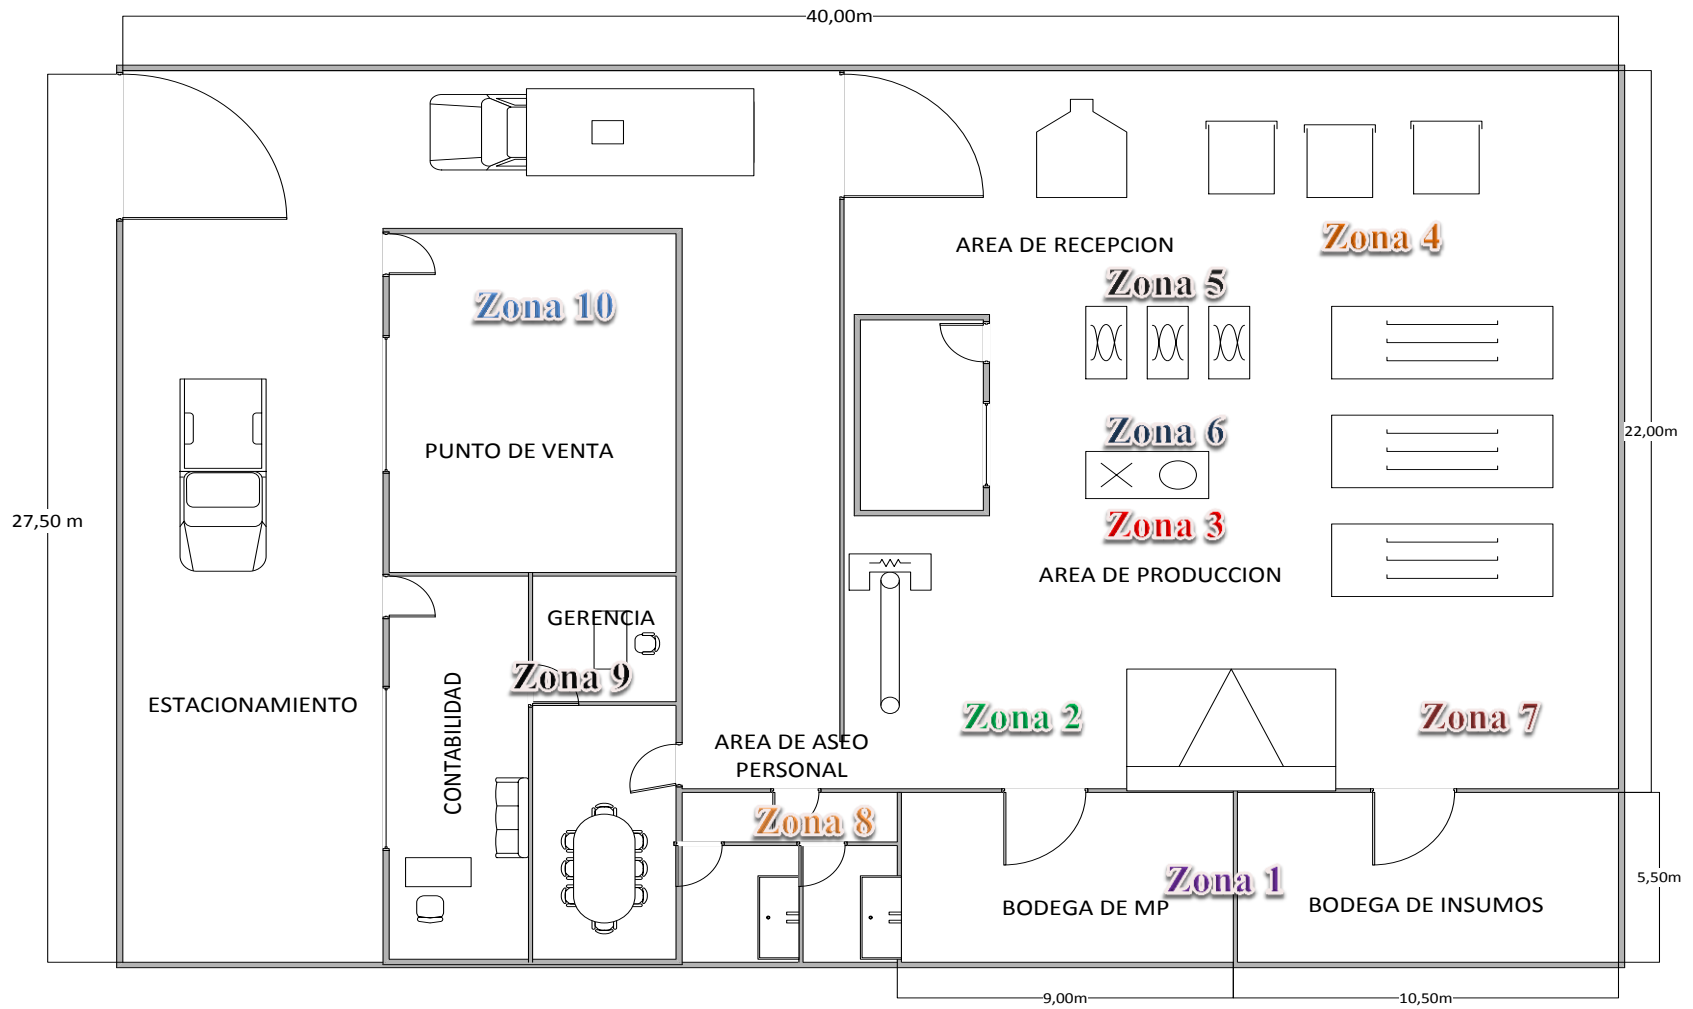 40,00m
AREA DE RECEPCION
Zona 4
Zona 5
Zona 10
Zona 6
PUNTO DE VENTA
22,00m
27,50 m
Zona 3
AREA DE PRODUCCION
GERENCIA
Zona 9
ESTACIONAMIENTO
CONTABILIDAD
Zona 2
Zona 7
AREA DE ASEO
PERSONAL
Zona 8
Zona 1
5,50m
BODEGA DE MP
BODEGA DE INSUMOS
9,00m
10,50m